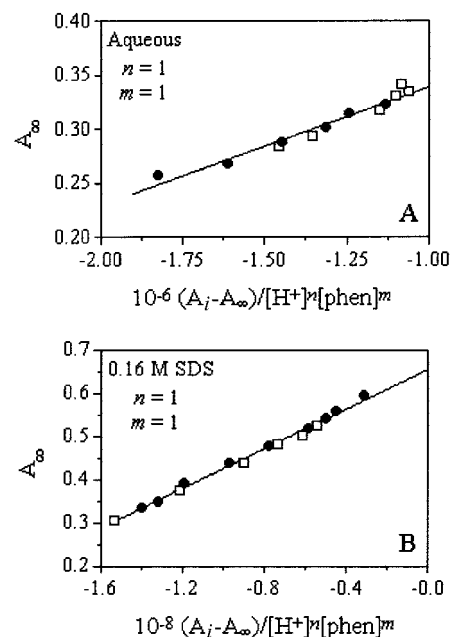 Aqueous
n = 1
m = 1
0.40
0.35
0.30
0.25
0.20
A∞
A
-2.00 -1.75 -1.50 -1.25 -1.00
10-6 (Ai-A∞)/[H+]n[phen]m
0.16 M SDS
n = 1
m = 1
0.7
0.6
0.5
0.4
0.3
0.2
A∞
B
-1.6 -1.2 -0.8 -0.4 -0.0
10-8 (Ai-A∞)/[H+]n[phen]m